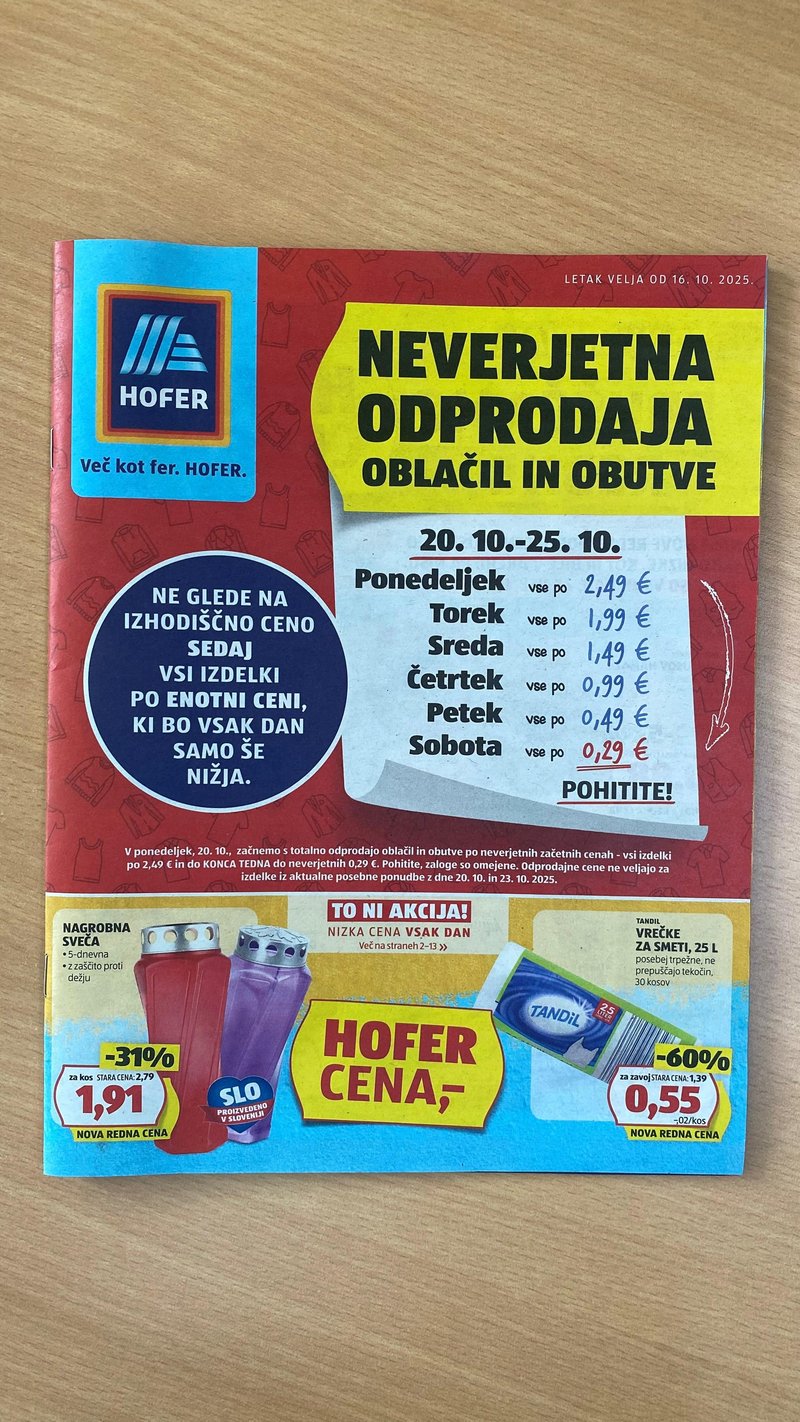 LETAK VELJA OD 16. 10. 2025.
HOFER
Več kot fer. HOFER.
NEVERJETNA
ODPRODAJA
OBLAČIL IN OBUTVE
20. 10.-25. 10.
Ponedeljek vse po 2,49 €
Torek vse po 1,99 €
Sreda vse po 1,49 €
Četrtek vse po 0,99 €
Petek vse po 0,49 €
Sobota vse po 0,29 €
POHITITE!
NE GLEDE NA
IZHODIŠČNO CENO
SEDAJ
VSI IZDELKI
PO ENOTNI CENI,
KI BO VSAK DAN
SAMO ŠE
NIŽJA.
V ponedeljek, 20. 10., začnemo s totalno odprodajo oblačil in obutve po neverjetnih začetnih cenah - vsi izdelki
po 2,49 € in do KONCA TEDNA do neverjetnih 0,29 €. Pohitite, zaloge so omejene. Odprodajne cene ne veljajo za
izdelke iz aktualne posebne ponudbe z dne 20. 10. in 23. 10. 2025.
TO NI AKCIJA!
NIZKA CENA VSAK DAN
Več na straneh 2–13 »
NAGROBNA
SVEČA
• 5-dnevna
• z zaščito proti
dežju
-31%
za kos STARA CENA: 2,79
1,91
NOVA REDNA CENA
SLO
PROIZVEDENO
V SLOVENIJI
HOFER
CENA,-
TANDIL
VREČKE
ZA SMETI, 25 L
posebej trpežne, ne
prepuščajo tekočin,
30 kosov
TANDIL
25
LITER
-60%
za zavoj STARA CENA: 1,39
0,55
-,02/kos
NOVA REDNA CENA